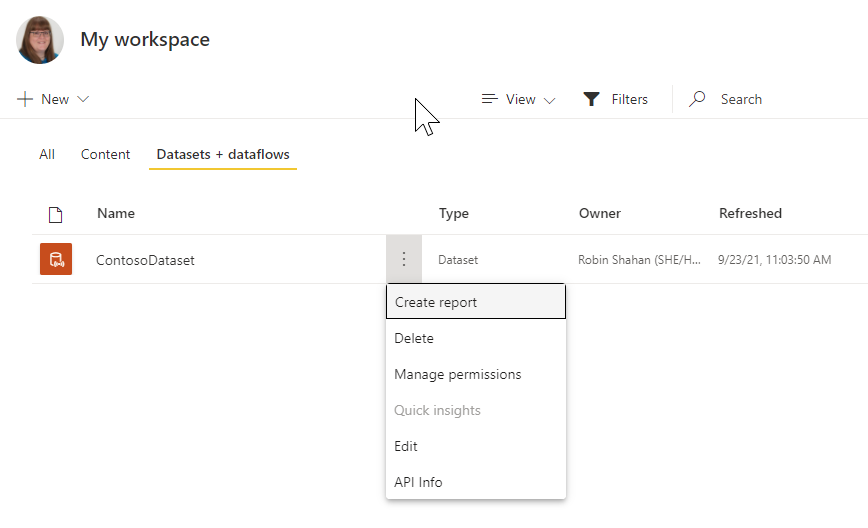 My workspace
New View Filters Search
All Content Datasets + dataflows
Name Type Owner Refreshed
ContosoDataset Dataset Robin Shahan (SHE/H... 9/23/21, 11:03:50 AM
Create report
Delete
Manage permissions
Quick insights
Edit
API Info